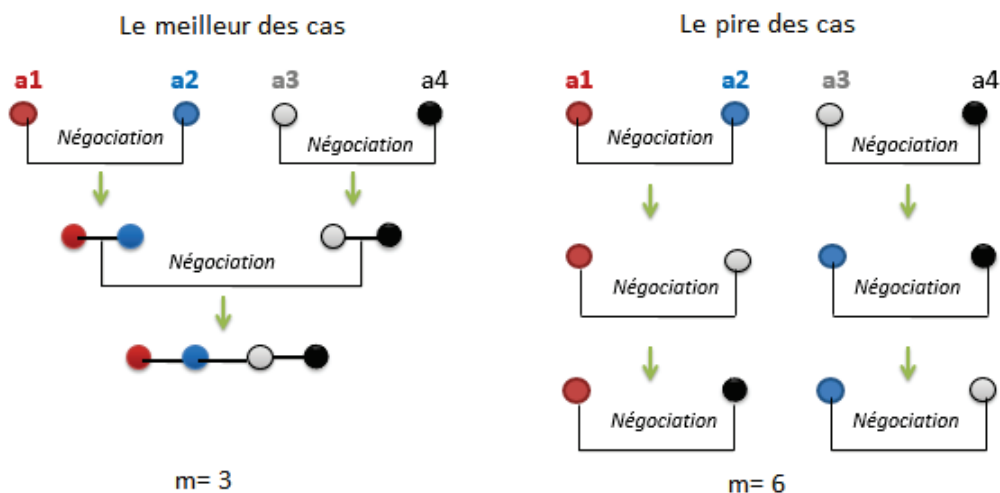 Le meilleur des cas
a1 a2 a3 a4
Négociation Négociation
Négociation
m= 3
Le pire des cas
a1 a2 a3 a4
Négociation Négociation
Négociation Négociation
Négociation Négociation
m= 6